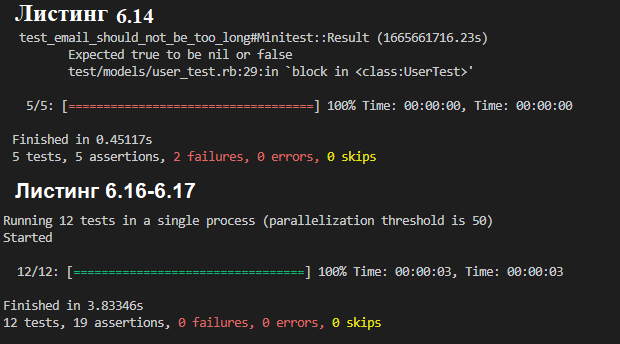 Листинг 6.14
test_email_should_not_be_too_long#Minitest::Result (1665661716.23s)
Expected true to be nil or false
test/models/user_test.rb:29:in `block in <class:UserTest>'
5/5: [===================================] 100% Time: 00:00:00, Time: 00:00:00
Finished in 0.45117s
5 tests, 5 assertions, 2 failures, 0 errors, 0 skips
Листинг 6.16-6.17
Running 12 tests in a single process (parallelization threshold is 50)
Started
12/12: [=================================] 100% Time: 00:00:03, Time: 00:00:03
Finished in 3.83346s
12 tests, 19 assertions, 0 failures, 0 errors, 0 skips